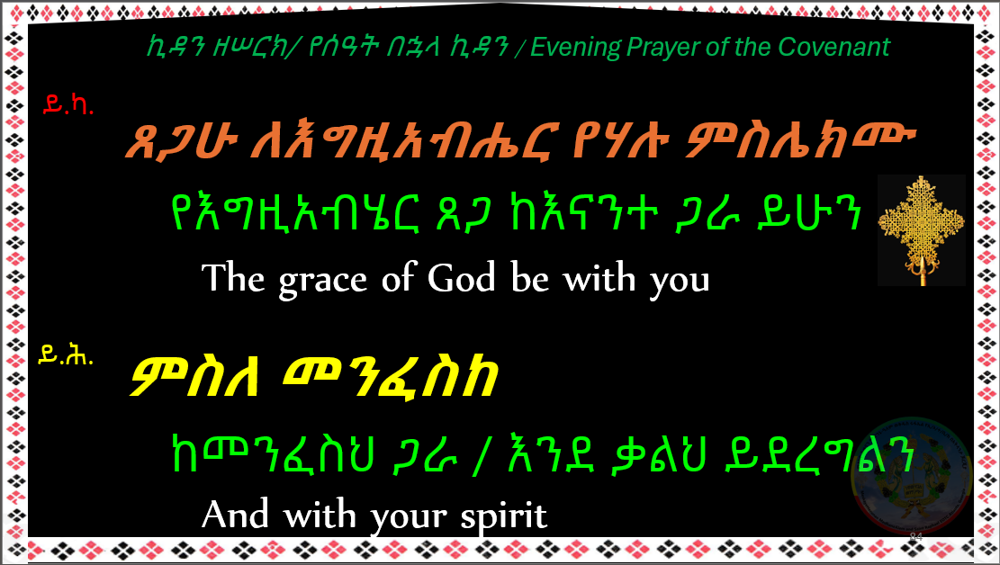 ኪዳን ዘሠርክ/ የሰዓት በኋላ ኪዳን / Evening Prayer of the Covenant
ይ.ካ.
ጸጋሁ ለእግዚአብሔር የሃሉ ምስሌክሙ
የእግዚአብሄር ጸጋ ከእናንተ ጋራ ይሁን
The grace of God be with you
ይ.ሕ.
ምስለ መንፈስከ
ከመንፈስህ ጋራ / እንደ ቃልህ ይደረግልን
And with your spirit
84